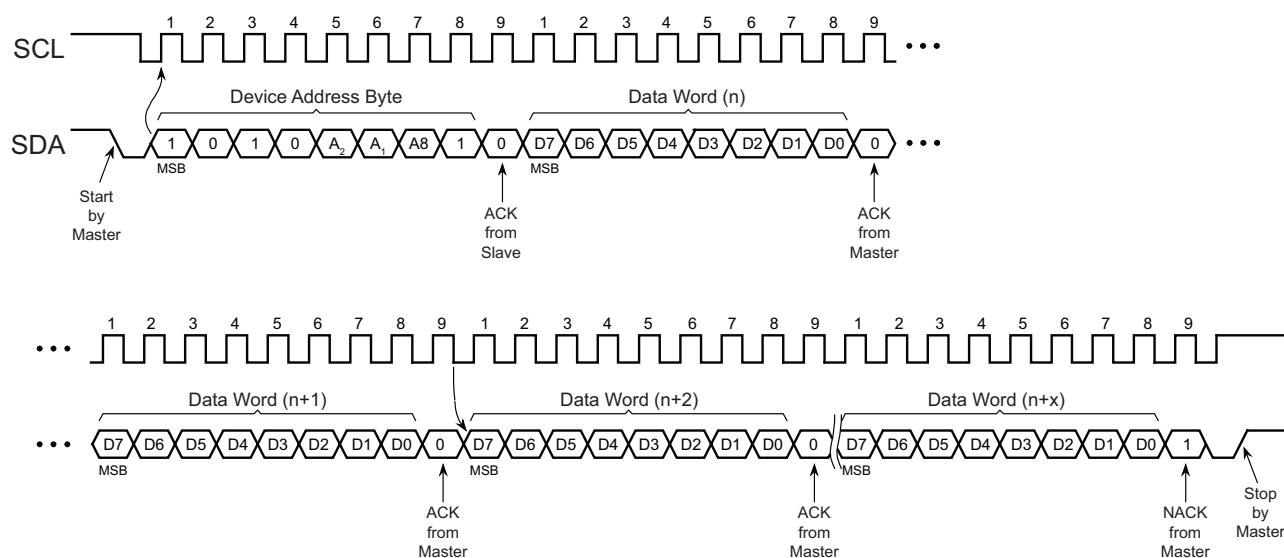 1 2 3 4 5 6 7 8 9 1 2 3 4 5 6 7 8 9
SCL
Device Address Byte Data Word (n)
SDA 1 0 1 0 A2 A1 A8 1 0 D7 D6 D5 D4 D3 D2 D1 D0 0
MSB MSB
Start
by
Master
ACK
from
Slave
ACK
from
Master
1 2 3 4 5 6 7 8 9 1 2 3 4 5 6 7 8 9 1 2 3 4 5 6 7 8 9
Data Word (n+1) Data Word (n+2) Data Word (n+x)
D7 D6 D5 D4 D3 D2 D1 D0 0 D7 D6 D5 D4 D3 D2 D1 D0 0 D7 D6 D5 D4 D3 D2 D1 D0 1
MSB MSB MSB
ACK
from
Master
ACK
from
Master
NACK
from
Master
Stop
by
Master